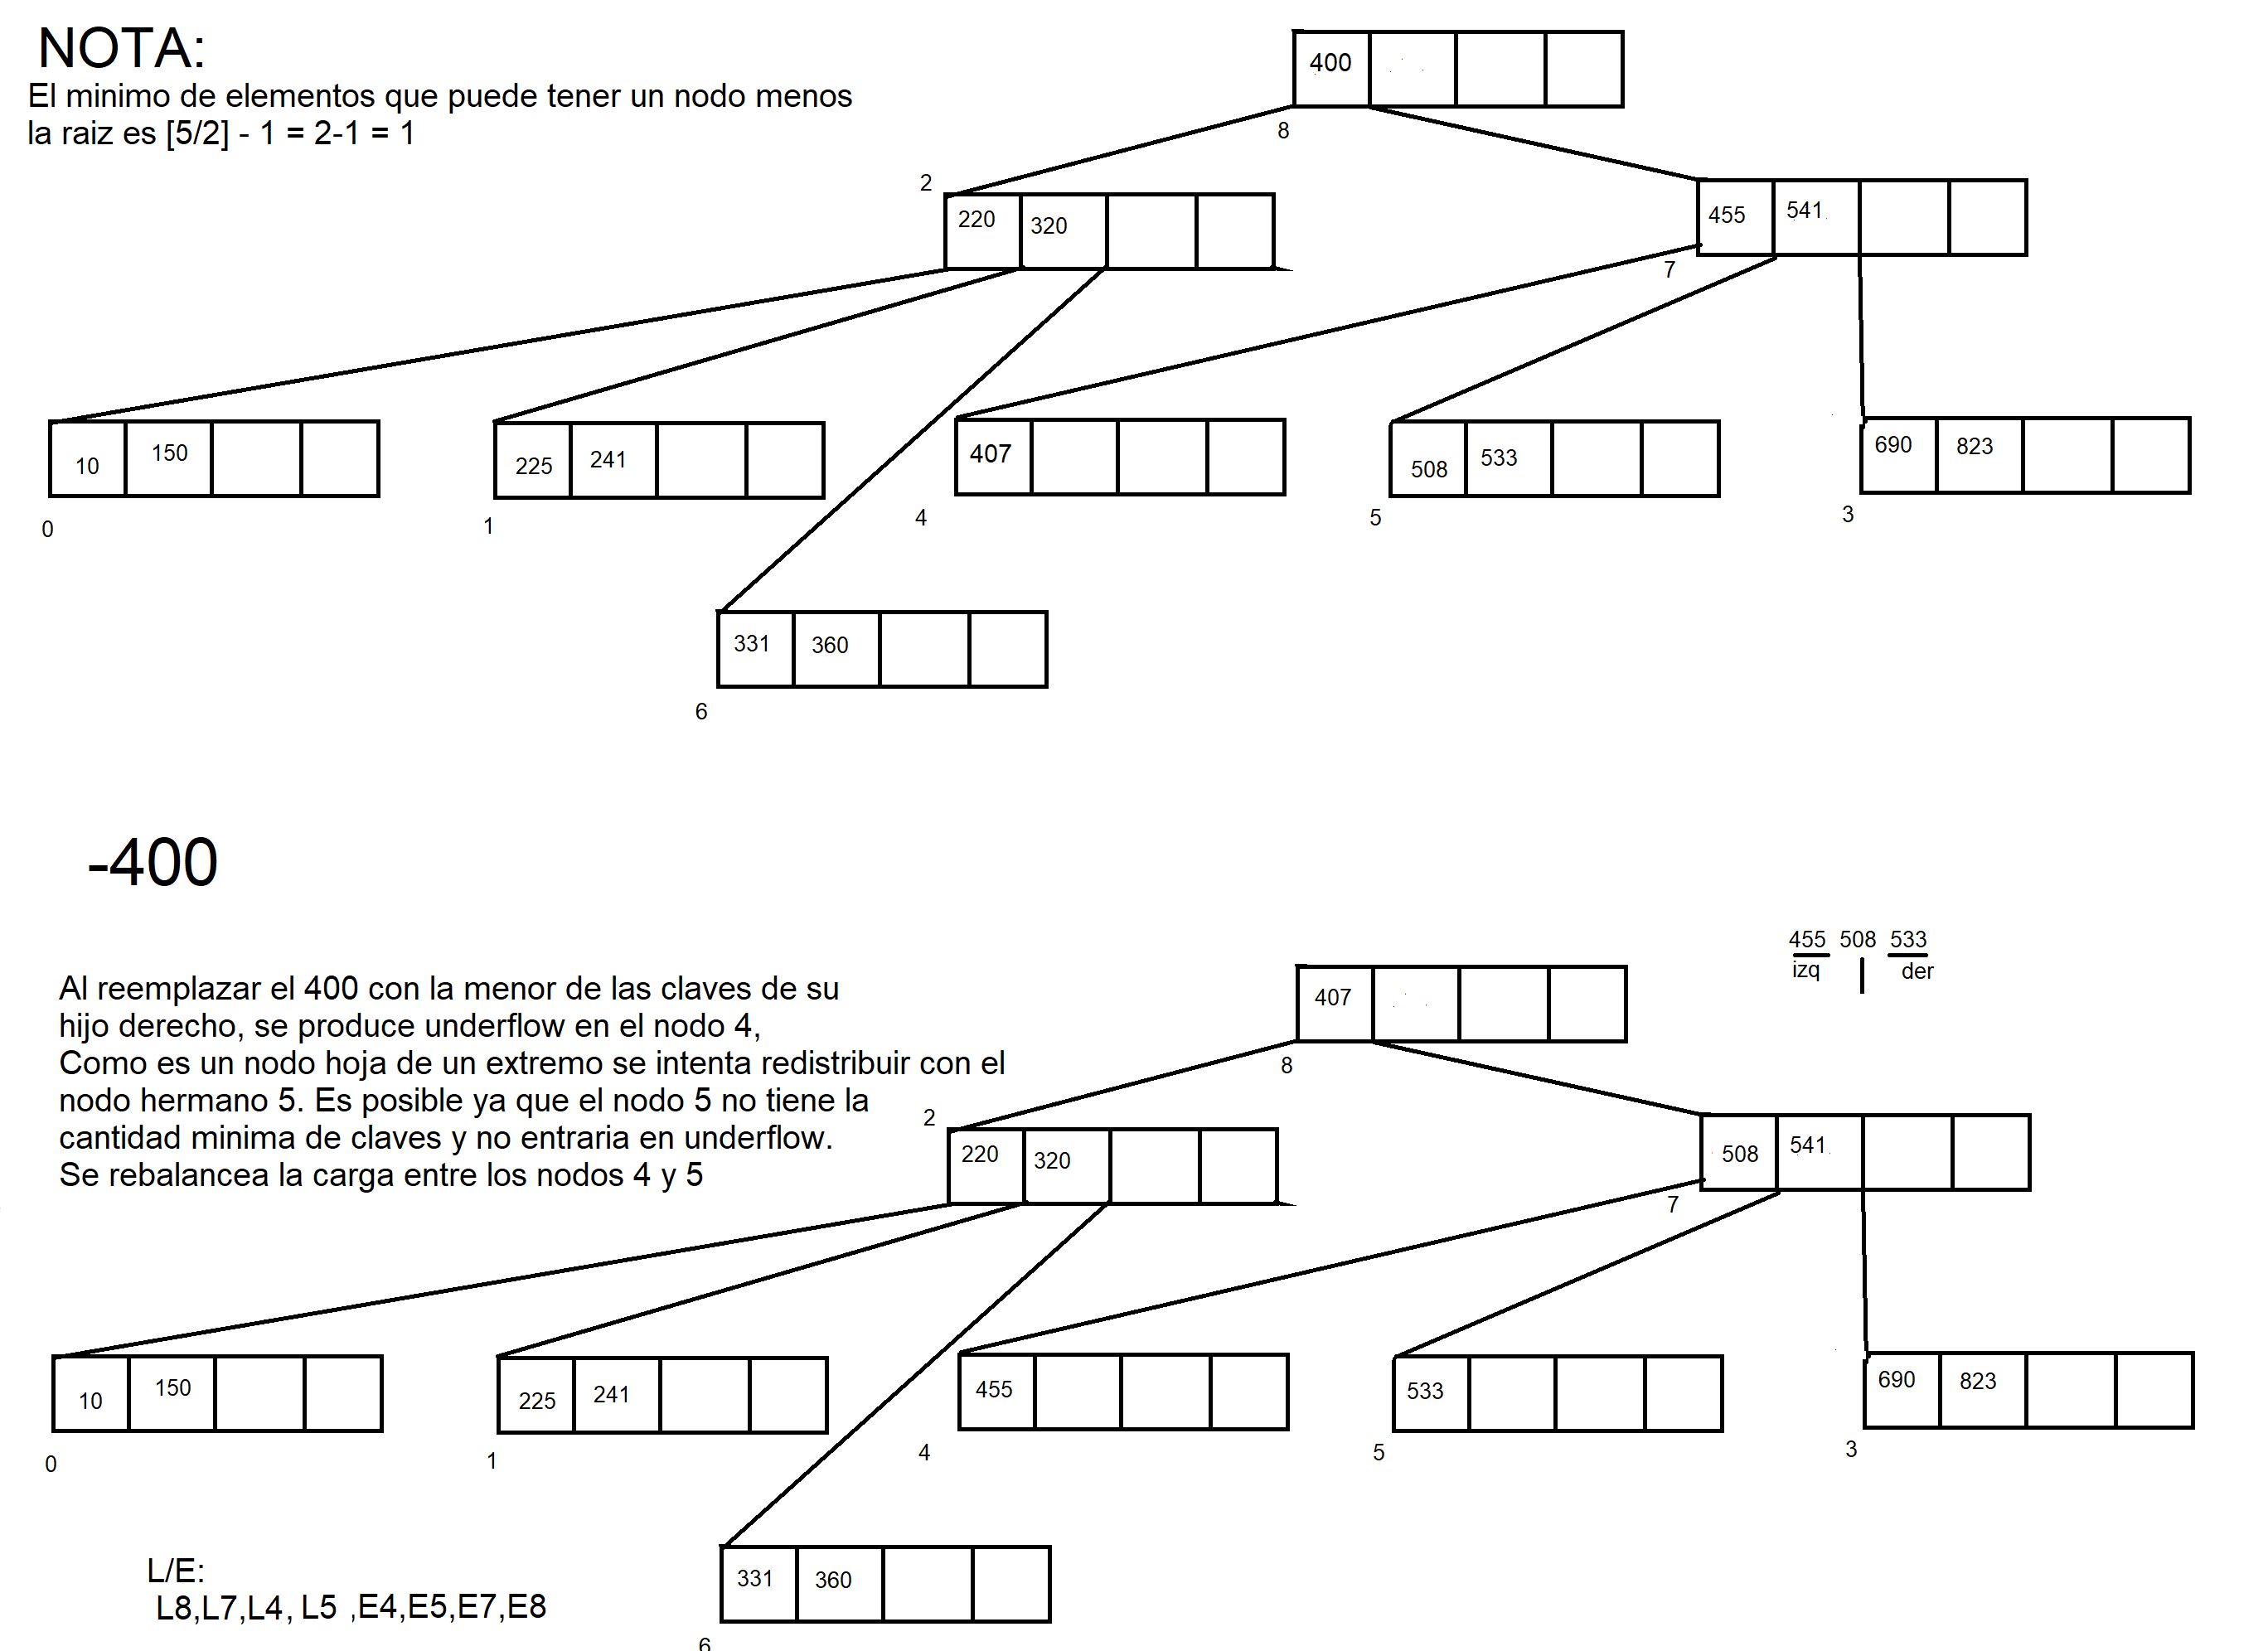 NOTA:
El minimo de elementos que puede tener un nodo menos
la raiz es [5/2] - 1 = 2-1 = 1
400
8
2
220 320
455 541
7
10 150
225 241
407
508 533
690 823
0
1
4
5
3
331 360
6
-400
455 508 533
izq der
Al reemplazar el 400 con la menor de las claves de su
hijo derecho, se produce underflow en el nodo 4,
Como es un nodo hoja de un extremo se intenta redistribuir con el
nodo hermano 5. Es posible ya que el nodo 5 no tiene la
cantidad minima de claves y no entraria en underflow.
Se rebalancea la carga entre los nodos 4 y 5
407
8
2
220 320
508 541
7
10 150
225 241
455
533
690 823
0
1
4
5
3
331 360
6
L/E:
L8,L7,L4, L5 ,E4,E5,E7,E8